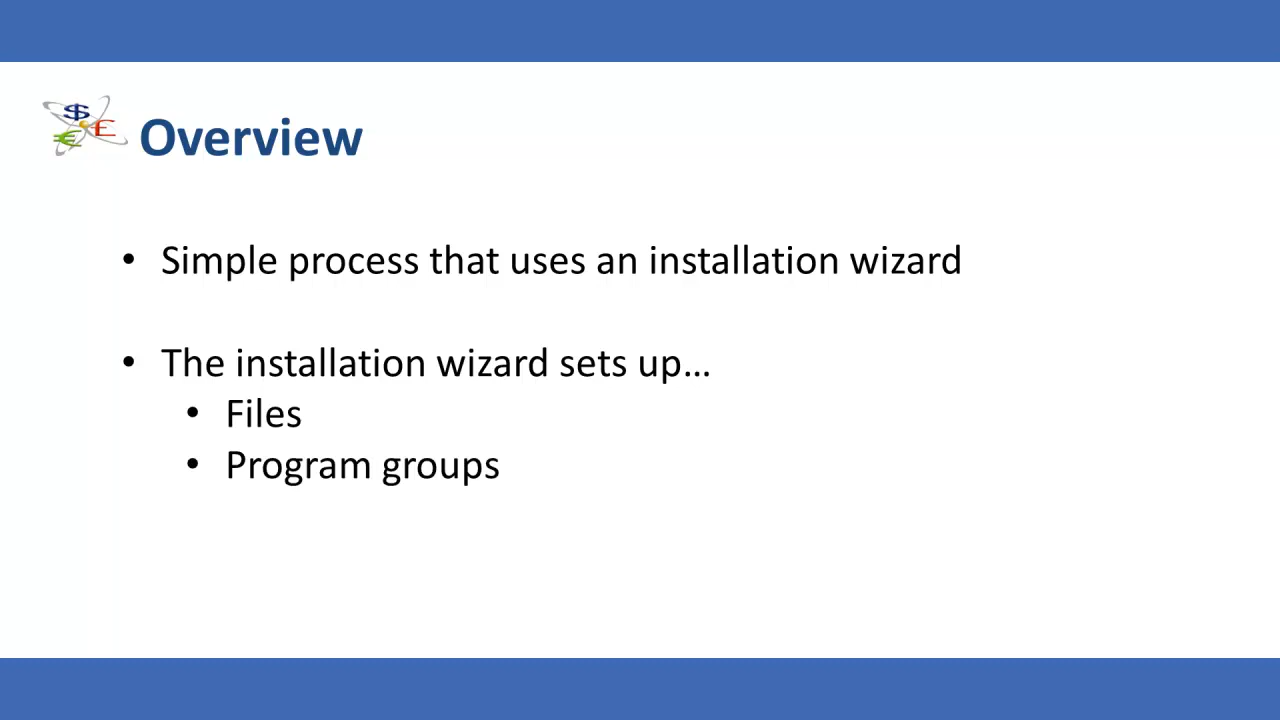 Overview
• Simple process that uses an installation wizard
• The installation wizard sets up…
• Files
• Program groups